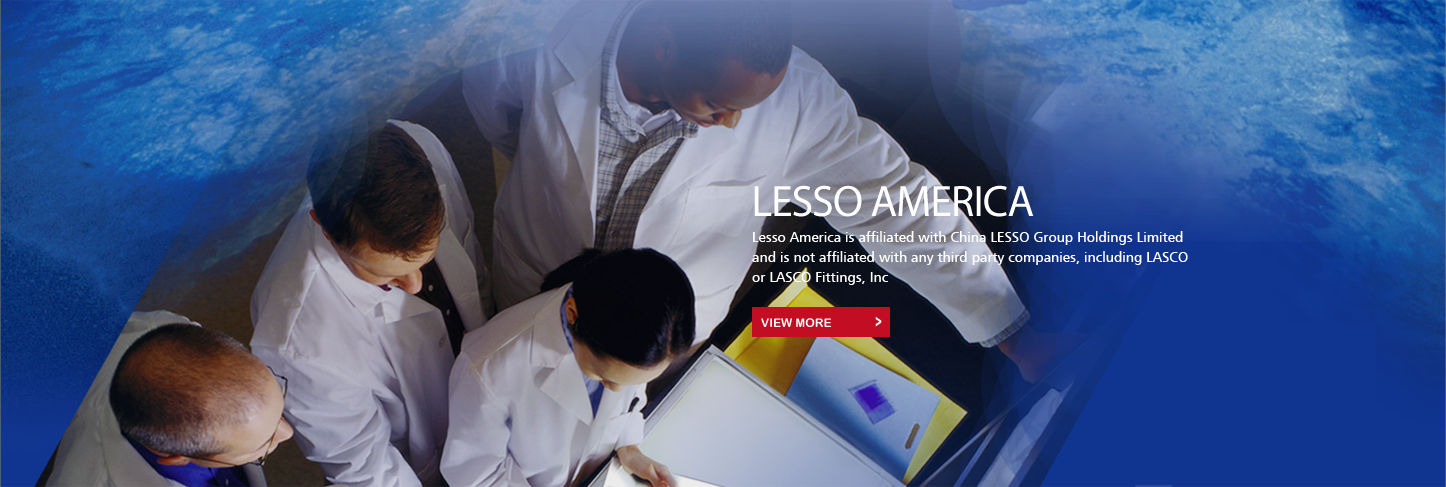 LESSO AMERICA
Lesso America is affiliated with China LESSO Group Holdings Limited
and is not affiliated with any third party companies, including LASCO
or LASCO Fittings, Inc
VIEW MORE >